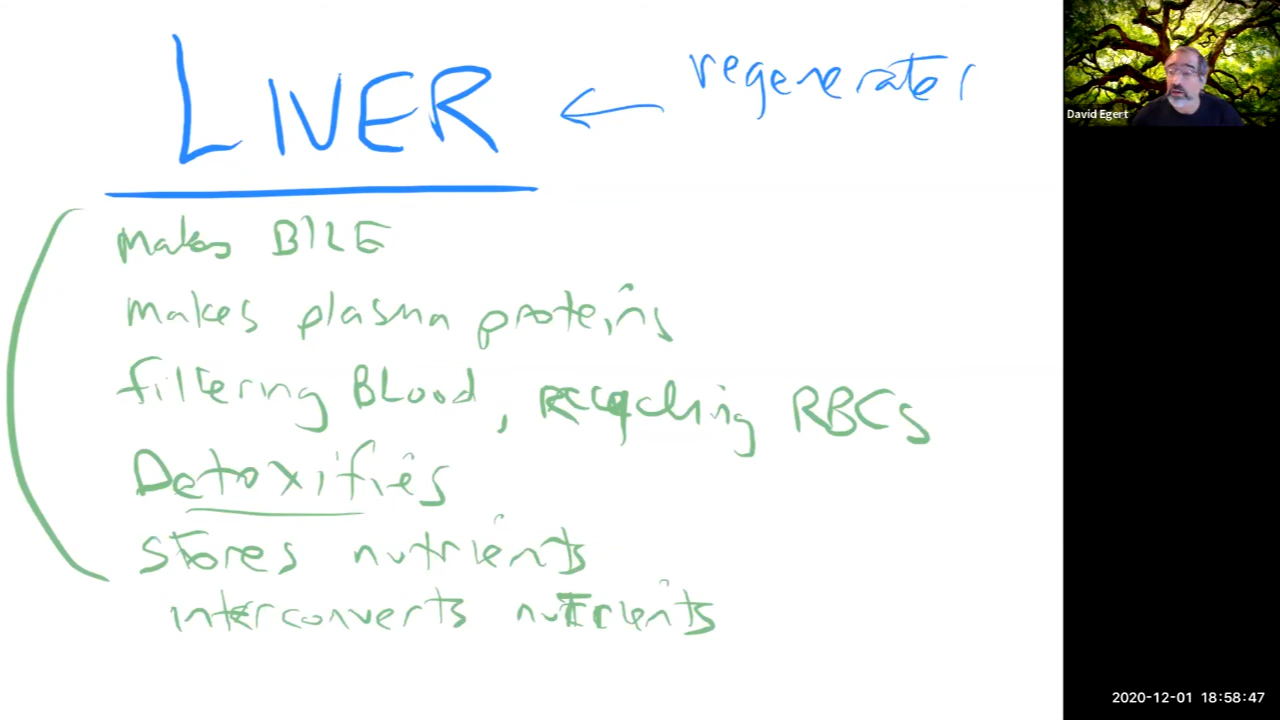 LIVER ← regenerates
makes BILE
makes plasma proteins
filtering Blood, Recycling RBCs
Detoxifies
stores nutrients
interconverts nutrients
David Egert
2020-12-01 18:58:47